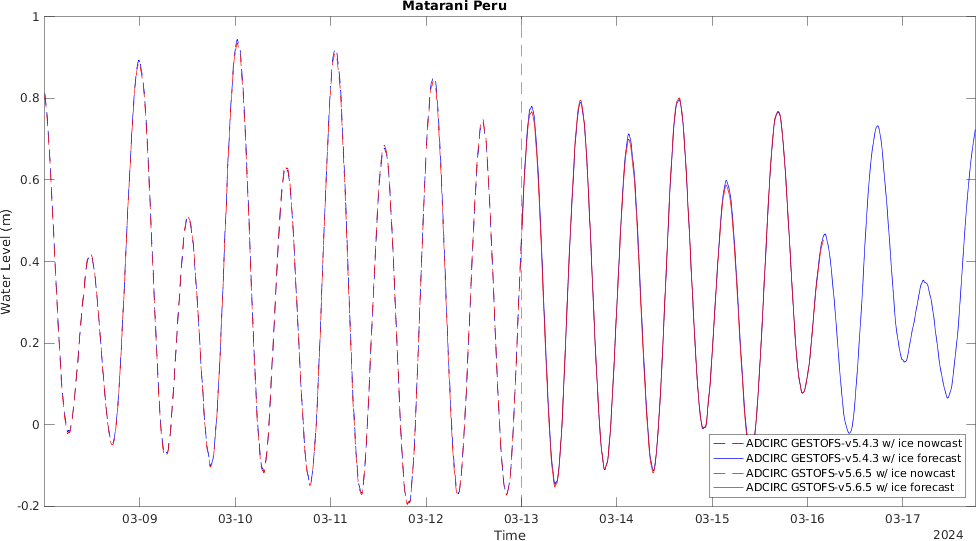 Matarani Peru
Water Level (m)
1
0.8
0.6
0.4
0.2
0
-0.2
ADCIRC GESTOFS-v5.4.3 w/ ice nowcast
ADCIRC GESTOFS-v5.4.3 w/ ice forecast
ADCIRC GSTOFS-v5.6.5 w/ ice nowcast
ADCIRC GSTOFS-v5.6.5 w/ ice forecast
03-09 03-10 03-11 03-12 03-13 03-14 03-15 03-16 03-17
Time
2024